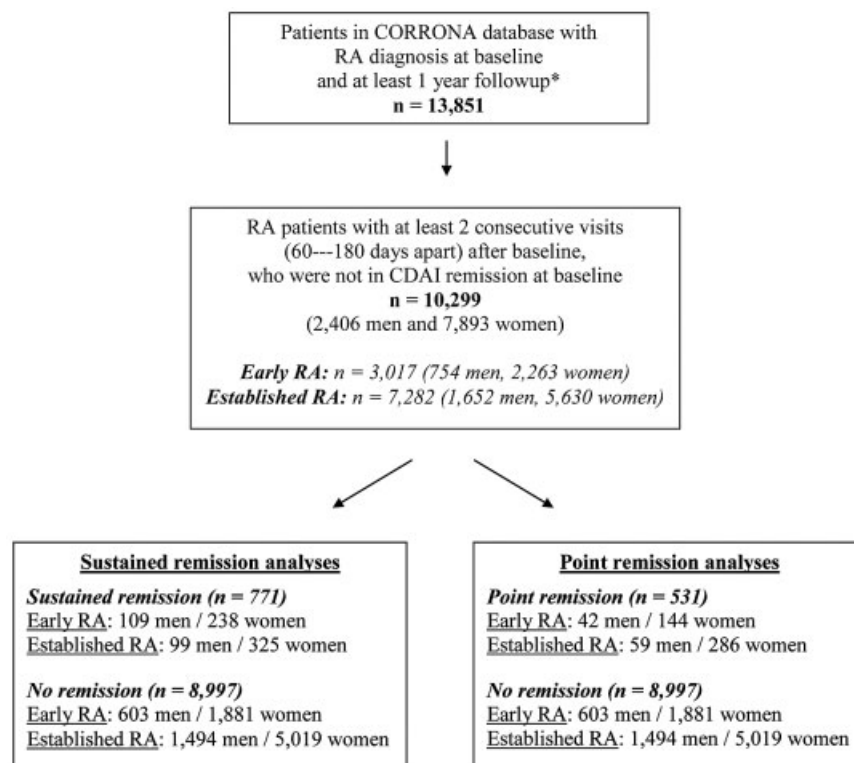 Patients in CORRONA database with
RA diagnosis at baseline
and at least 1 year followup*
n = 13,851
RA patients with at least 2 consecutive visits
(60---180 days apart) after baseline,
who were not in CDAI remission at baseline
n = 10,299
(2,406 men and 7,893 women)
Early RA: n = 3,017 (754 men, 2,263 women)
Established RA: n = 7,282 (1,652 men, 5,630 women)
Sustained remission analyses
Sustained remission (n = 771)
Early RA: 109 men / 238 women
Established RA: 99 men / 325 women
No remission (n = 8,997)
Early RA: 603 men / 1,881 women
Established RA: 1,494 men / 5,019 women
Point remission analyses
Point remission (n = 531)
Early RA: 42 men / 144 women
Established RA: 59 men / 286 women
No remission (n = 8,997)
Early RA: 603 men / 1,881 women
Established RA: 1,494 men / 5,019 women